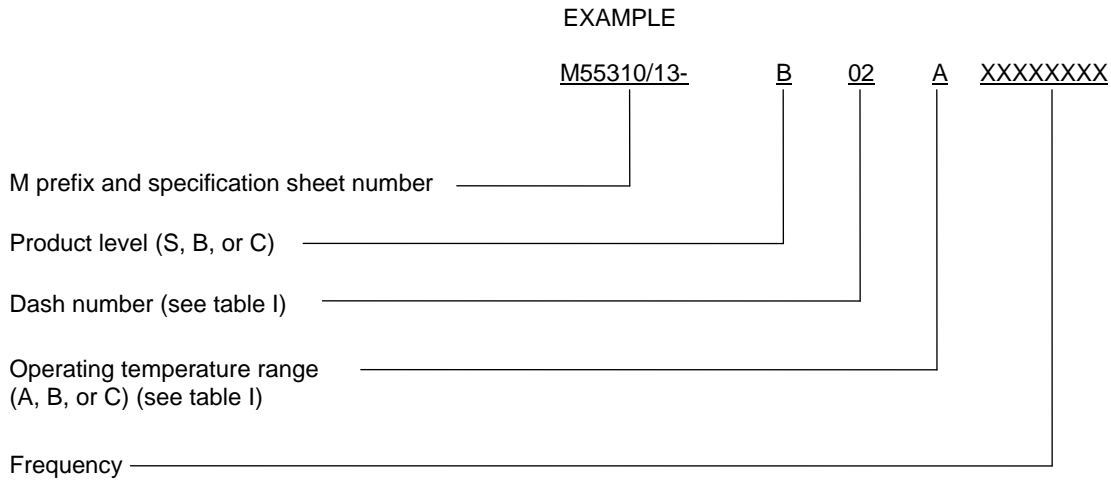 EXAMPLE
M55310/13- B 02 A XXXXXXXX
M prefix and specification sheet number
Product level (S, B, or C)
Dash number (see table I)
Operating temperature range
(A, B, or C) (see table I)
Frequency